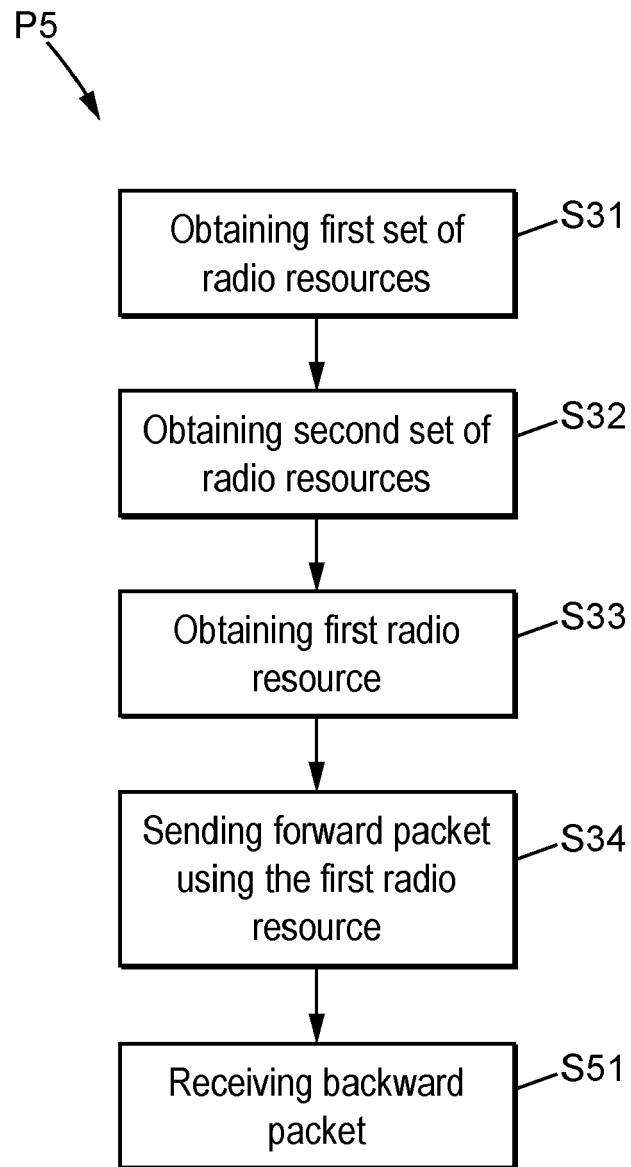 P5
Obtaining first set of
radio resources
S31
Obtaining second set of
radio resources
S32
Obtaining first radio
resource
S33
Sending forward packet
using the first radio
resource
S34
Receiving backward
packet
S51